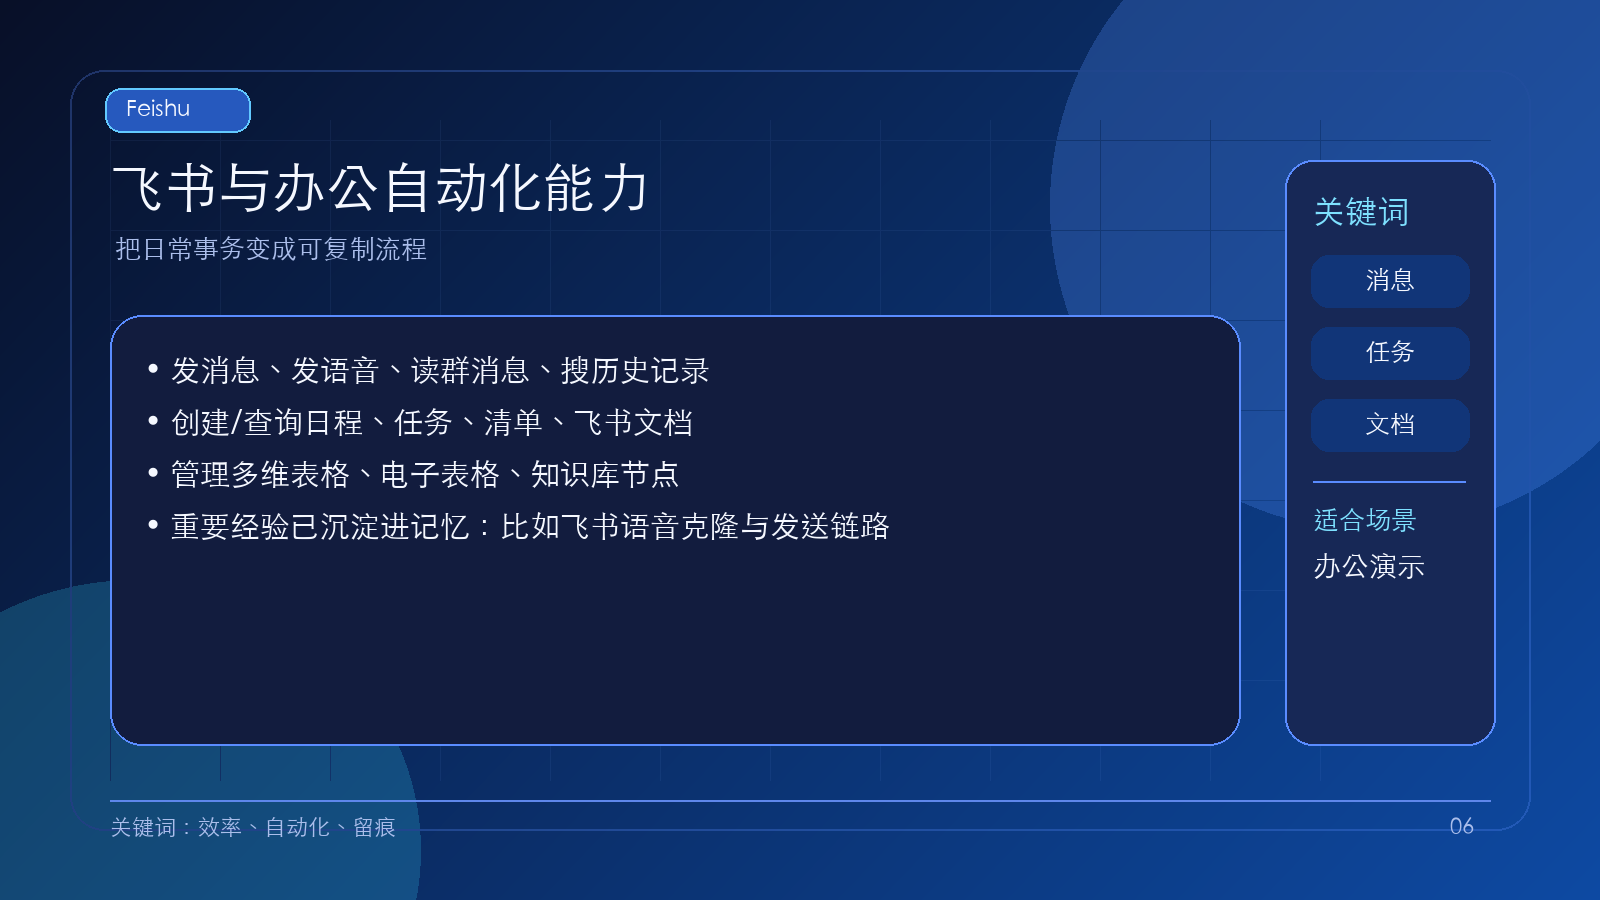 Feishu
飞书与办公自动化能力
把日常事务变成可复制流程
• 发消息、发语音、读群消息、搜历史记录
• 创建/查询日程、任务、清单、飞书文档
• 管理多维表格、电子表格、知识库节点
• 重要经验已沉淀进记忆：比如飞书语音克隆与发送链路
关键词
消息
任务
文档
适合场景
办公演示
关键词：效率、自动化、留痕
06